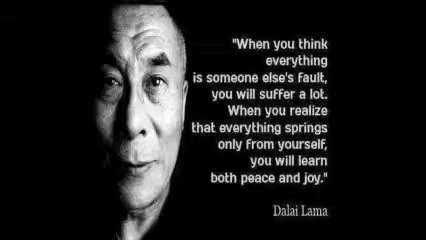 "When you think
everything
is someone else's fault,
you will suffer a lot.
When you realize
that everything springs
only from yourself,
you will learn
both peace and joy."
Dalai Lama